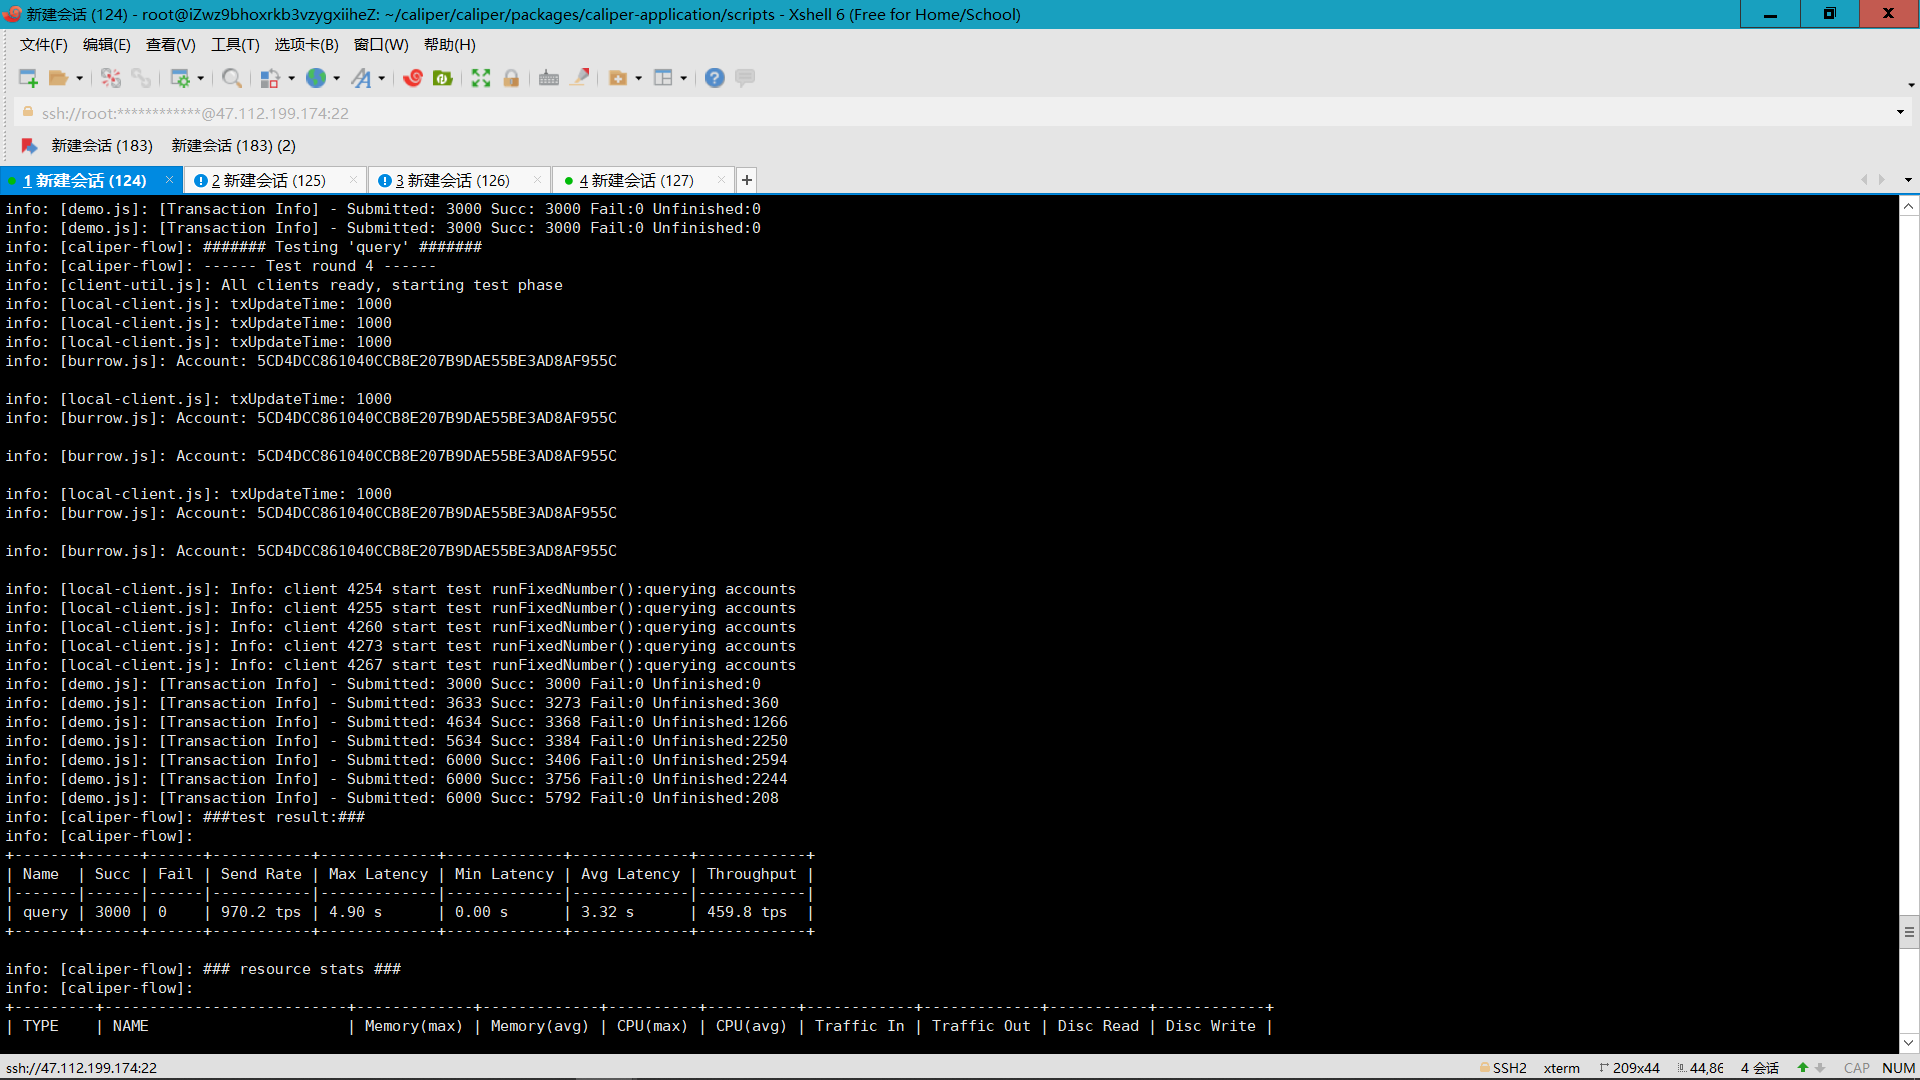 新建会话 (124) - root@iZwz9bhoxrkb3vzygxiiheZ: ~/caliper/caliper/packages/caliper-application/scripts - Xshell 6 (Free for Home/School)
文件(F) 编辑(E) 查看(V) 工具(T) 选项卡(B) 窗口(W) 帮助(H)
ssh://root:************@47.112.199.174:22
新建会话 (183) 新建会话 (183) (2)
1 新建会话 (124) 2 新建会话 (125) 3 新建会话 (126) 4 新建会话 (127)
info: [demo.js]: [Transaction Info] - Submitted: 3000 Succ: 3000 Fail:0 Unfinished:0
info: [demo.js]: [Transaction Info] - Submitted: 3000 Succ: 3000 Fail:0 Unfinished:0
info: [caliper-flow]: ####### Testing 'query' #######
info: [caliper-flow]: ------ Test round 4 ------
info: [client-util.js]: All clients ready, starting test phase
info: [local-client.js]: txUpdateTime: 1000
info: [local-client.js]: txUpdateTime: 1000
info: [local-client.js]: txUpdateTime: 1000
info: [burrow.js]: Account: 5CD4DCC861040CCB8E207B9DAE55BE3AD8AF955C
info: [local-client.js]: txUpdateTime: 1000
info: [burrow.js]: Account: 5CD4DCC861040CCB8E207B9DAE55BE3AD8AF955C
info: [burrow.js]: Account: 5CD4DCC861040CCB8E207B9DAE55BE3AD8AF955C
info: [local-client.js]: txUpdateTime: 1000
info: [burrow.js]: Account: 5CD4DCC861040CCB8E207B9DAE55BE3AD8AF955C
info: [burrow.js]: Account: 5CD4DCC861040CCB8E207B9DAE55BE3AD8AF955C
info: [local-client.js]: Info: client 4254 start test runFixedNumber():querying accounts
info: [local-client.js]: Info: client 4255 start test runFixedNumber():querying accounts
info: [local-client.js]: Info: client 4260 start test runFixedNumber():querying accounts
info: [local-client.js]: Info: client 4273 start test runFixedNumber():querying accounts
info: [local-client.js]: Info: client 4267 start test runFixedNumber():querying accounts
info: [demo.js]: [Transaction Info] - Submitted: 3000 Succ: 3000 Fail:0 Unfinished:0
info: [demo.js]: [Transaction Info] - Submitted: 3633 Succ: 3273 Fail:0 Unfinished:360
info: [demo.js]: [Transaction Info] - Submitted: 4634 Succ: 3368 Fail:0 Unfinished:1266
info: [demo.js]: [Transaction Info] - Submitted: 5634 Succ: 3384 Fail:0 Unfinished:2250
info: [demo.js]: [Transaction Info] - Submitted: 6000 Succ: 3406 Fail:0 Unfinished:2594
info: [demo.js]: [Transaction Info] - Submitted: 6000 Succ: 3756 Fail:0 Unfinished:2244
info: [demo.js]: [Transaction Info] - Submitted: 6000 Succ: 5792 Fail:0 Unfinished:208
info: [caliper-flow]: ###test result:###
info: [caliper-flow]:
+-------+------+------+-----------+-------------+-------------+-------------+------------+
| Name  | Succ | Fail | Send Rate | Max Latency | Min Latency | Avg Latency | Throughput |
|-------|------|------|-----------|-------------|-------------|-------------|------------|
| query | 3000 | 0    | 970.2 tps | 4.90 s      | 0.00 s      | 3.32 s      | 459.8 tps  |
+-------+------+------+-----------+-------------+-------------+-------------+------------+
info: [caliper-flow]: ### resource stats ###
info: [caliper-flow]:
+---------+---------------------------+-------------+-------------+----------+----------+------------+-------------+-----------+------------+
| TYPE    | NAME                      | Memory(max) | Memory(avg) | CPU(max) | CPU(avg) | Traffic In | Traffic Out | Disc Read | Disc Write |
ssh://47.112.199.174:22 SSH2 xterm 209x44 44,86 4 会话 CAP NUM